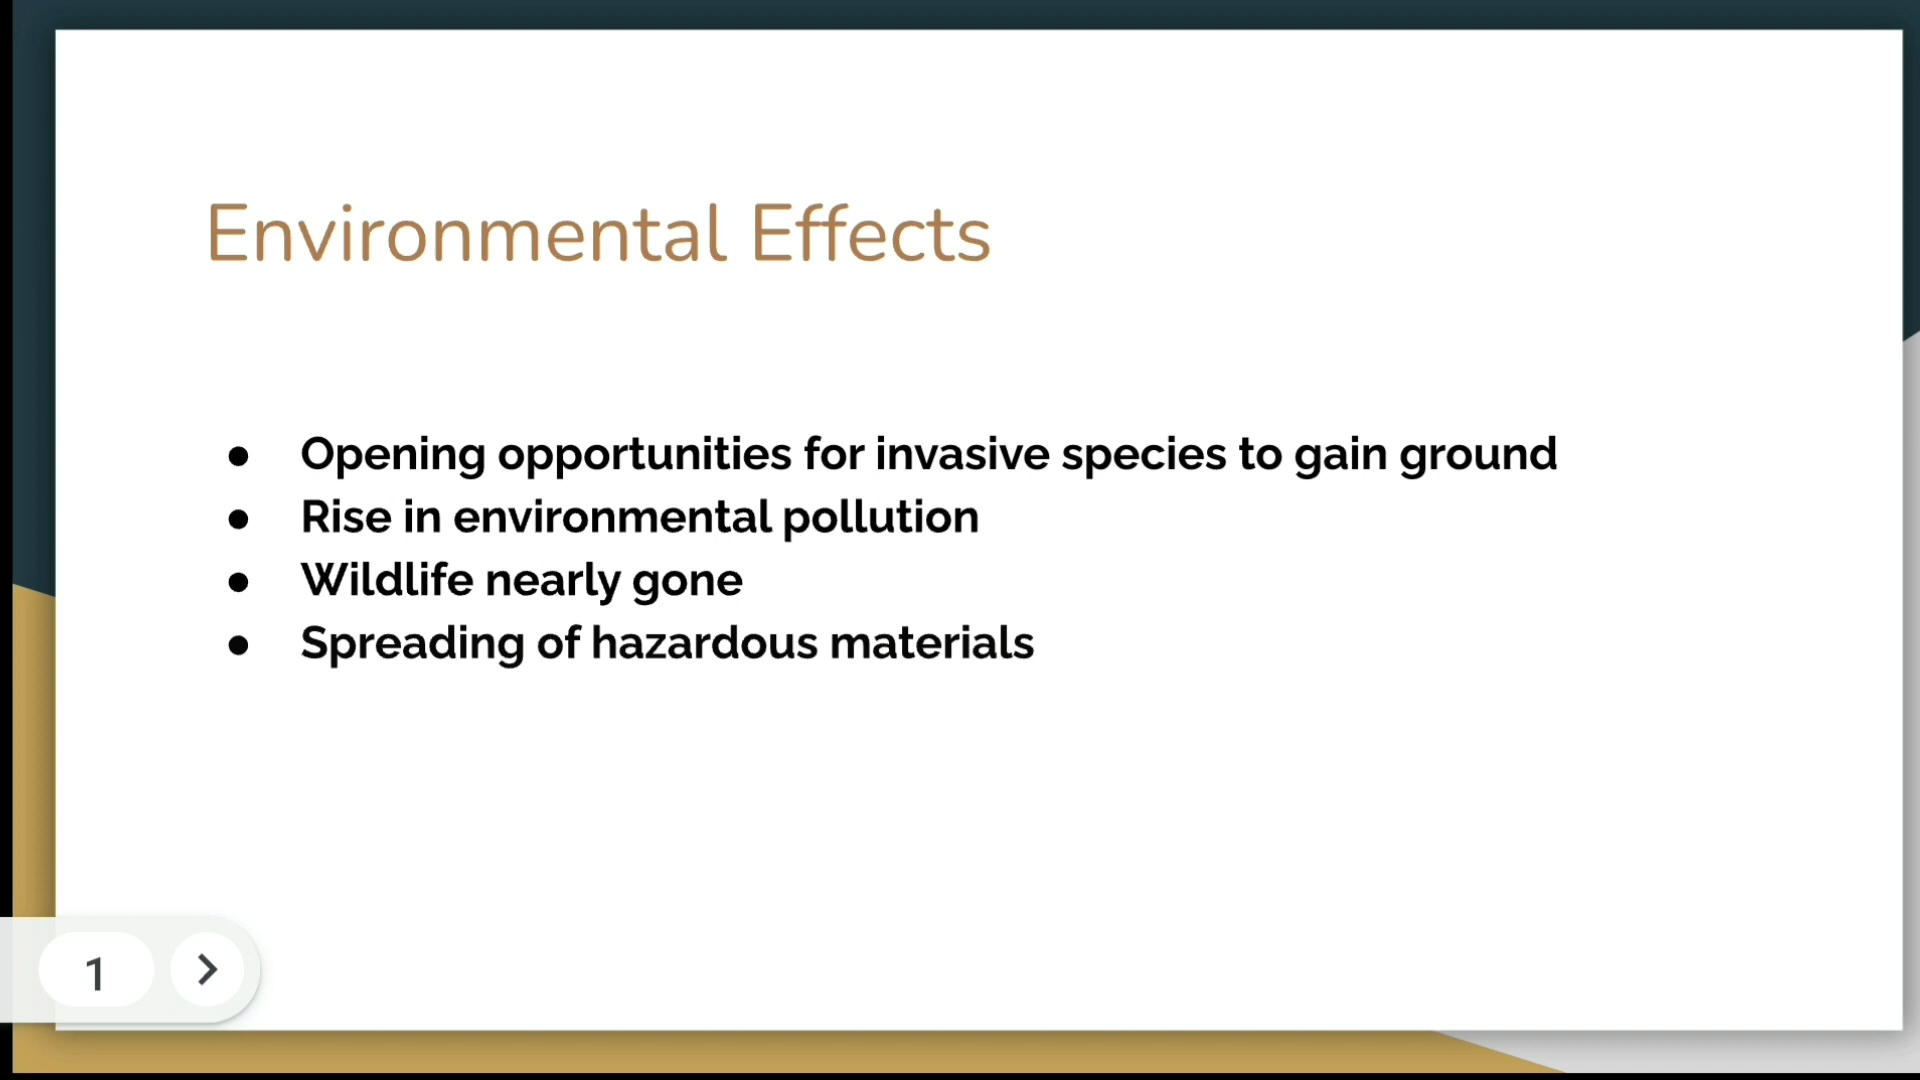 Environmental Effects
● Opening opportunities for invasive species to gain ground
● Rise in environmental pollution
● Wildlife nearly gone
● Spreading of hazardous materials
1